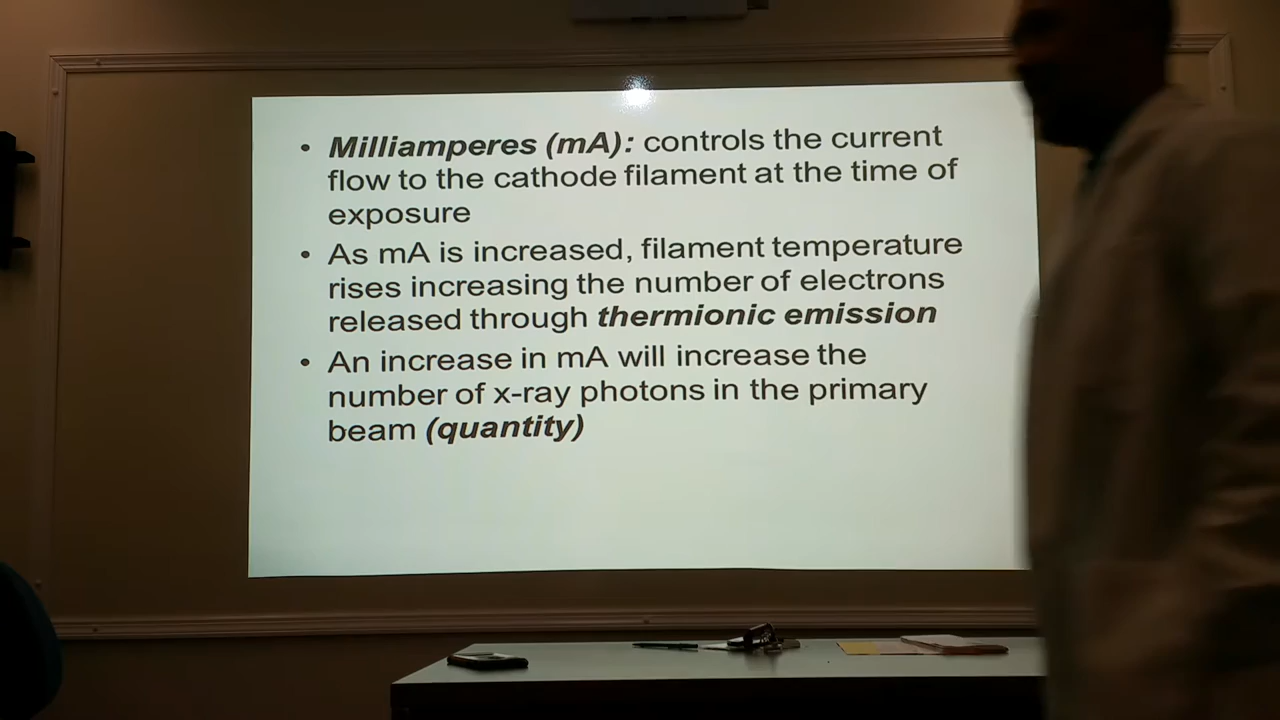 • Milliamperes (mA): controls the current
flow to the cathode filament at the time of
exposure
• As mA is increased, filament temperature
rises increasing the number of electrons
released through thermionic emission
• An increase in mA will increase the
number of x-ray photons in the primary
beam (quantity)